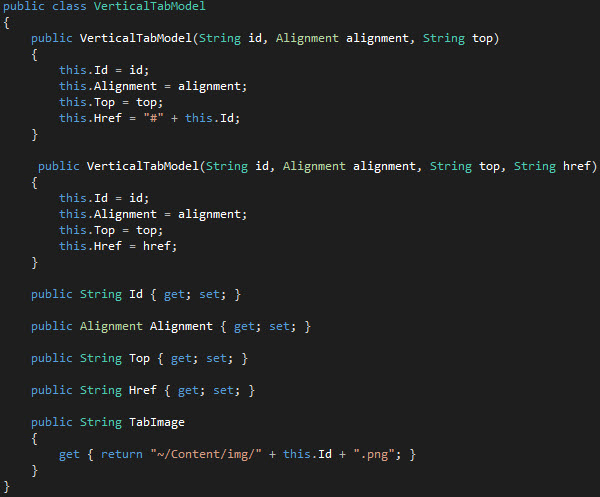 public class VerticalTabModel
{
    public VerticalTabModel(String id, Alignment alignment, String top)
    {
        this.Id = id;
        this.Alignment = alignment;
        this.Top = top;
        this.Href = "#" + this.Id;
    }

     public VerticalTabModel(String id, Alignment alignment, String top, String href)
    {
        this.Id = id;
        this.Alignment = alignment;
        this.Top = top;
        this.Href = href;
    }

    public String Id { get; set; }

    public Alignment Alignment { get; set; }

    public String Top { get; set; }

    public String Href { get; set; }

    public String TabImage
    {
        get { return "~/Content/img/" + this.Id + ".png"; }
    }
}